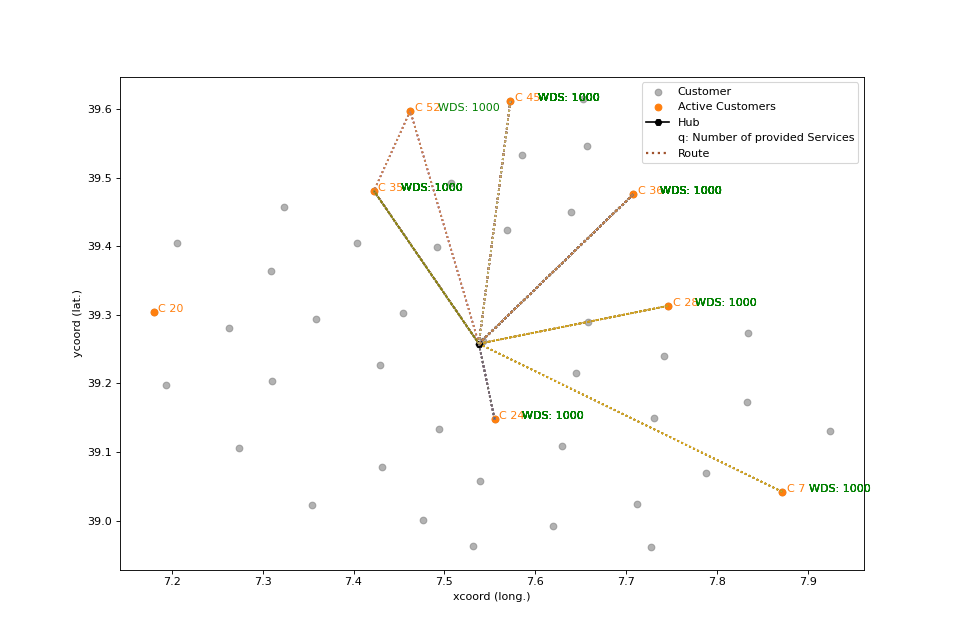 Customer
Active Customers
Hub
q: Number of provided Services
Route
C 52 WDS: 1000
C 45 WDS: 1000
C 35 WDS: 1000
C 36 WDS: 1000
C 20
C 28 WDS: 1000
C 24 WDS: 1000
C 7 WDS: 1000
39.6
39.5
39.4
39.3
39.2
39.1
39.0
ycoord (lat.)
7.2 7.3 7.4 7.5 7.6 7.7 7.8 7.9
xcoord (long.)